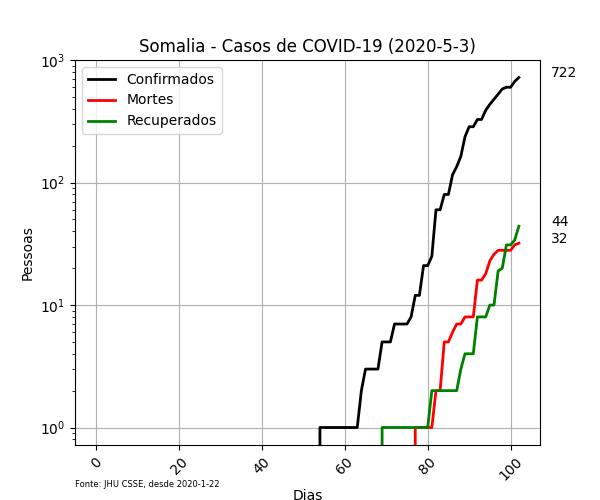 Somalia - Casos de COVID-19 (2020-5-3)
Confirmados
Mortes
Recuperados
10³
10²
10¹
10⁰
Pessoas
722
44
32
0
20
40
60
80
100
Dias
Fonte: JHU CSSE, desde 2020-1-22